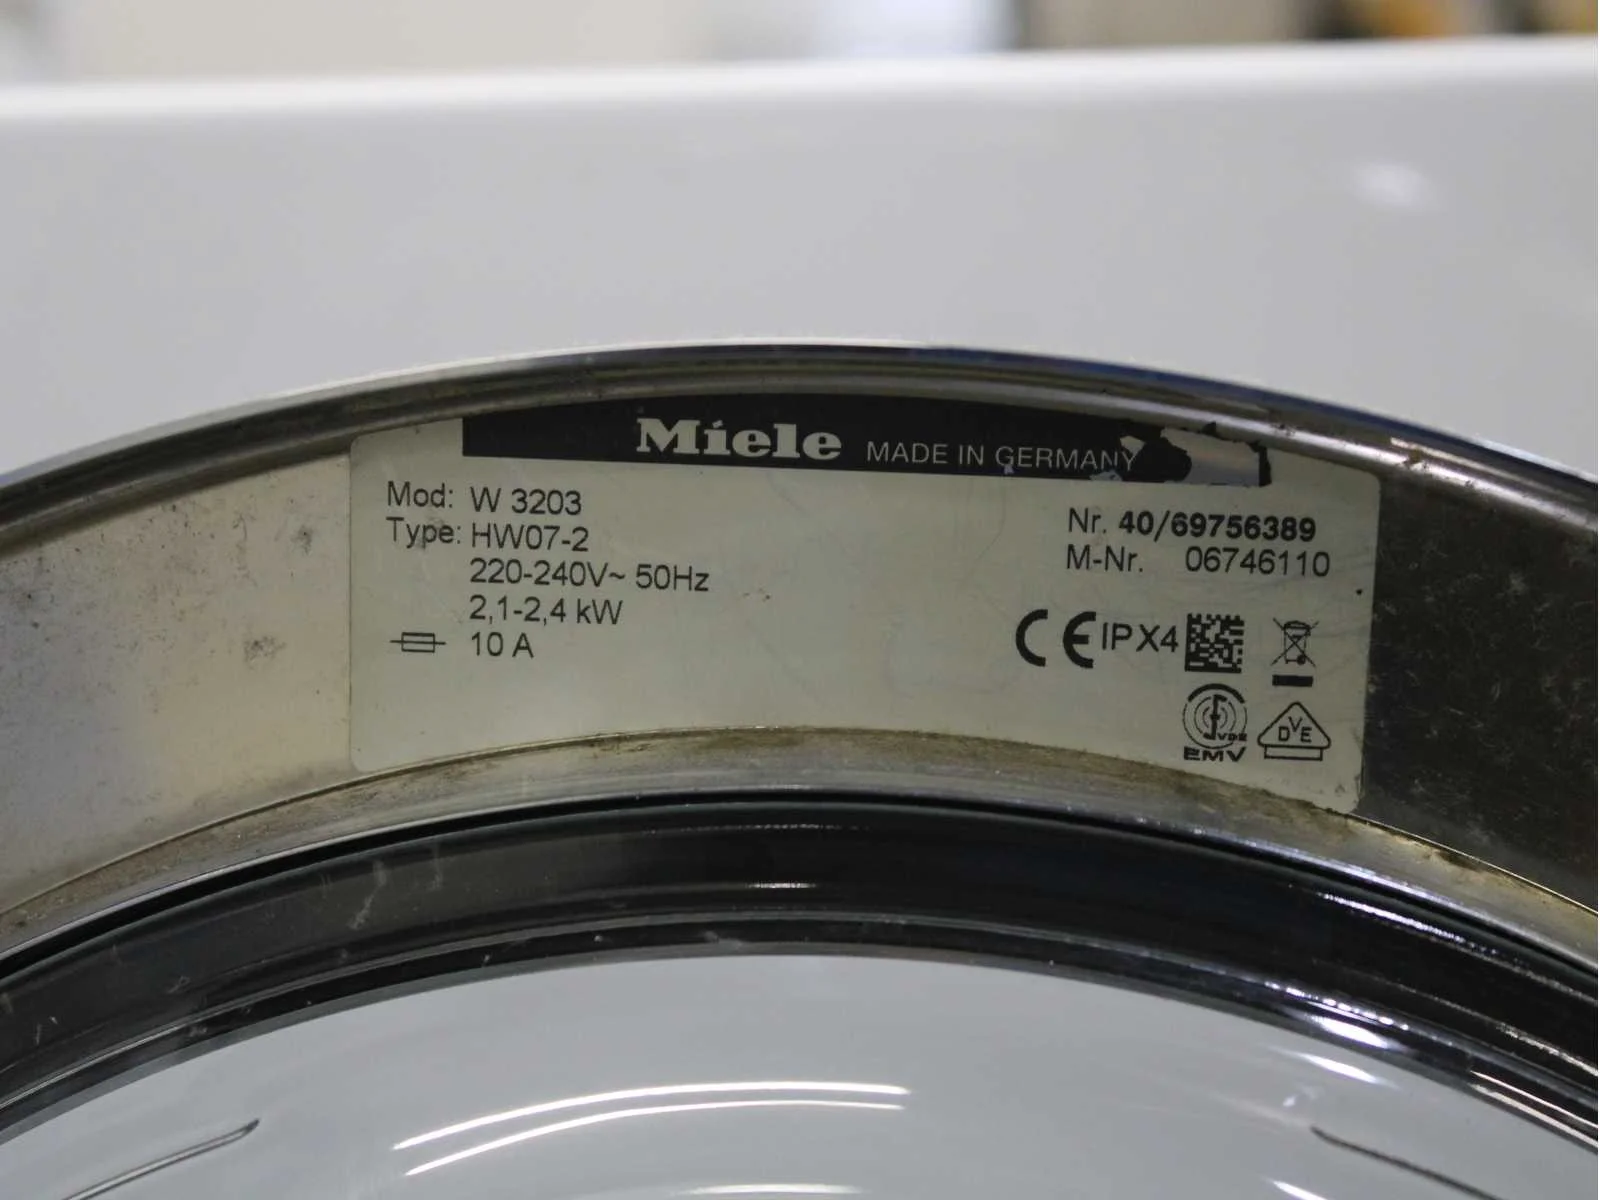 Miele MADE IN GERMANY
Mod: W 3203
Type: HW07-2
220-240V~ 50Hz
2,1-2,4 kW
10 A
Nr. 40/69756389
M-Nr. 06746110
CE IPX4
VDE
EMV
DVE